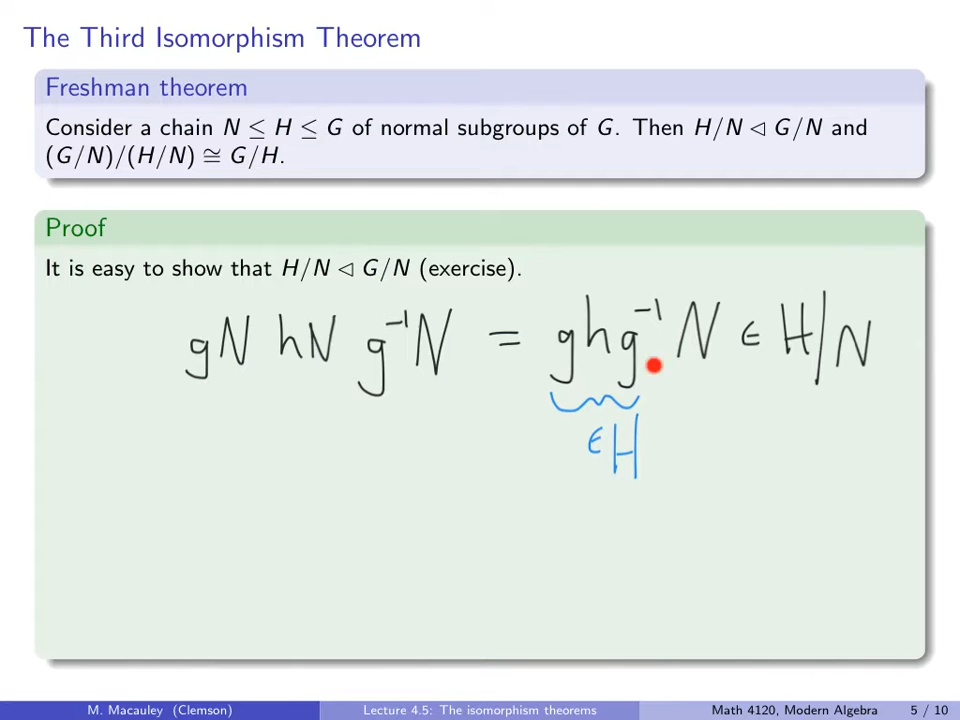 The Third Isomorphism Theorem
Freshman theorem
Consider a chain N ≤ H ≤ G of normal subgroups of G. Then H/N ◁ G/N and
(G/N)/(H/N) ≅ G/H.
Proof
It is easy to show that H/N ◁ G/N (exercise).
gN hN g⁻¹N = ghg⁻¹N ∈ H/N
∈H
M. Macauley (Clemson) Lecture 4.5: The isomorphism theorems Math 4120, Modern Algebra 5 / 10